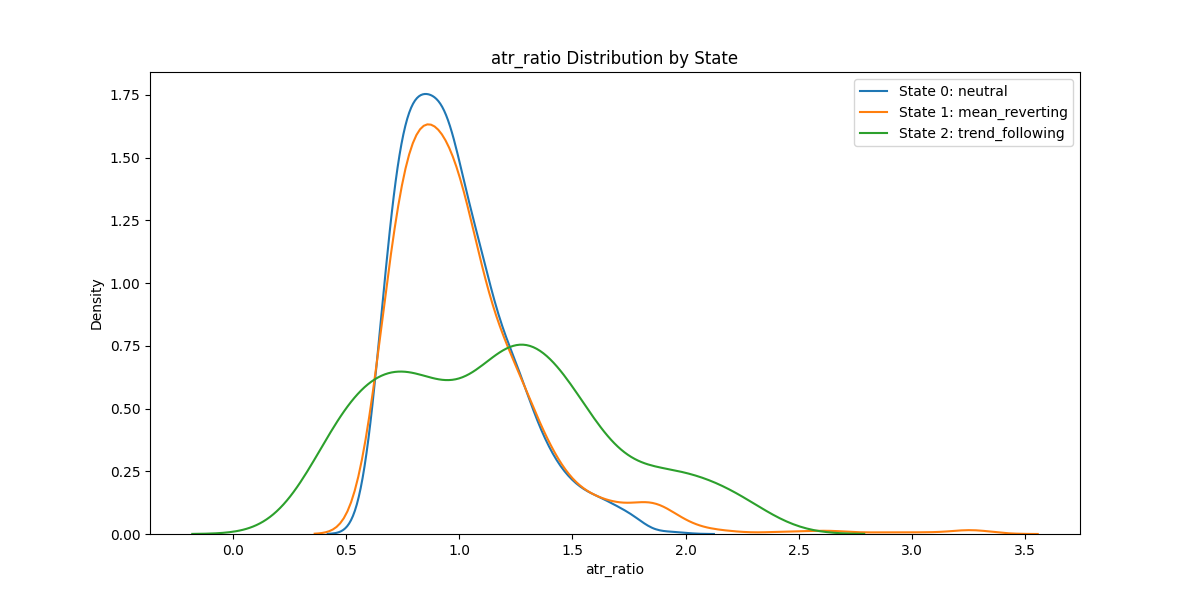 atr_ratio Distribution by State
State 0: neutral
State 1: mean_reverting
State 2: trend_following
Density
1.75
1.50
1.25
1.00
0.75
0.50
0.25
0.00
0.0 0.5 1.0 1.5 2.0 2.5 3.0 3.5
atr_ratio